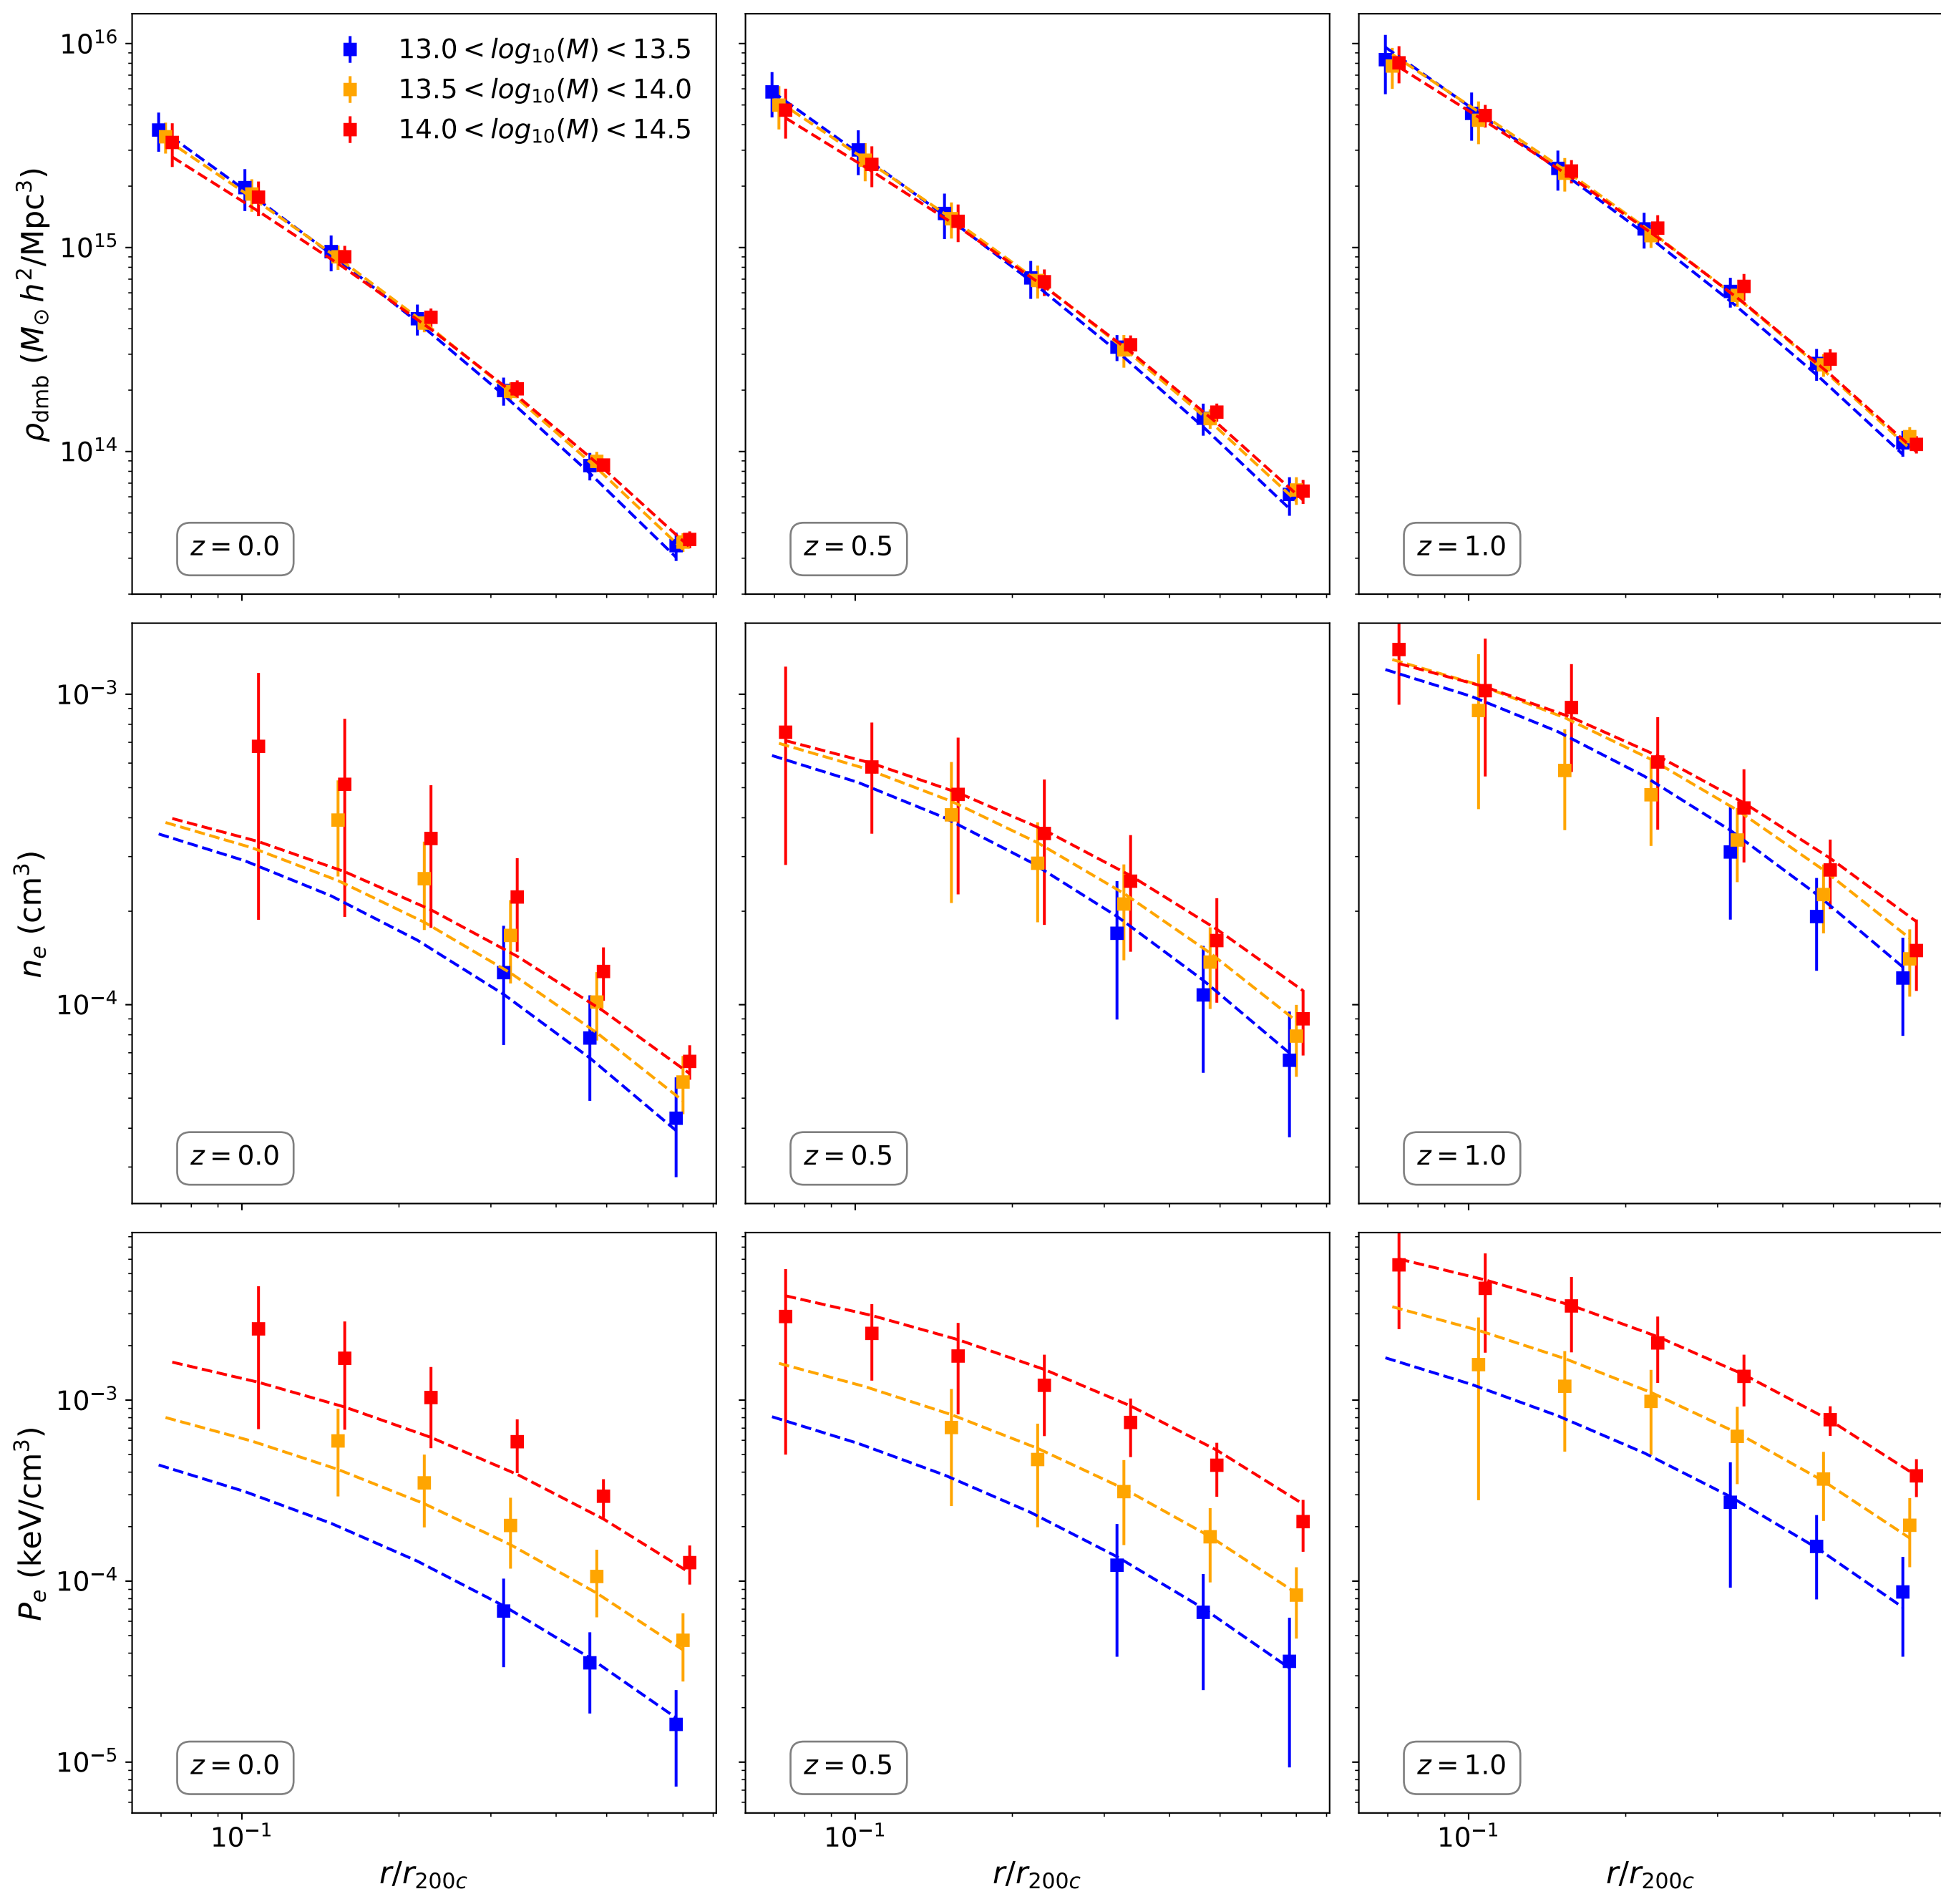 10^16
10^15
10^14
ρ_dmb (M_⊙ h^2/Mpc^3)
13.0 < log_10(M) < 13.5
13.5 < log_10(M) < 14.0
14.0 < log_10(M) < 14.5
z = 0.0
z = 0.5
z = 1.0
10^−3
10^−4
n_e (cm^3)
z = 0.0
z = 0.5
z = 1.0
10^−3
10^−4
10^−5
P_e (keV/cm^3)
z = 0.0
z = 0.5
z = 1.0
10^−1
10^−1
10^−1
r/r_200c
r/r_200c
r/r_200c